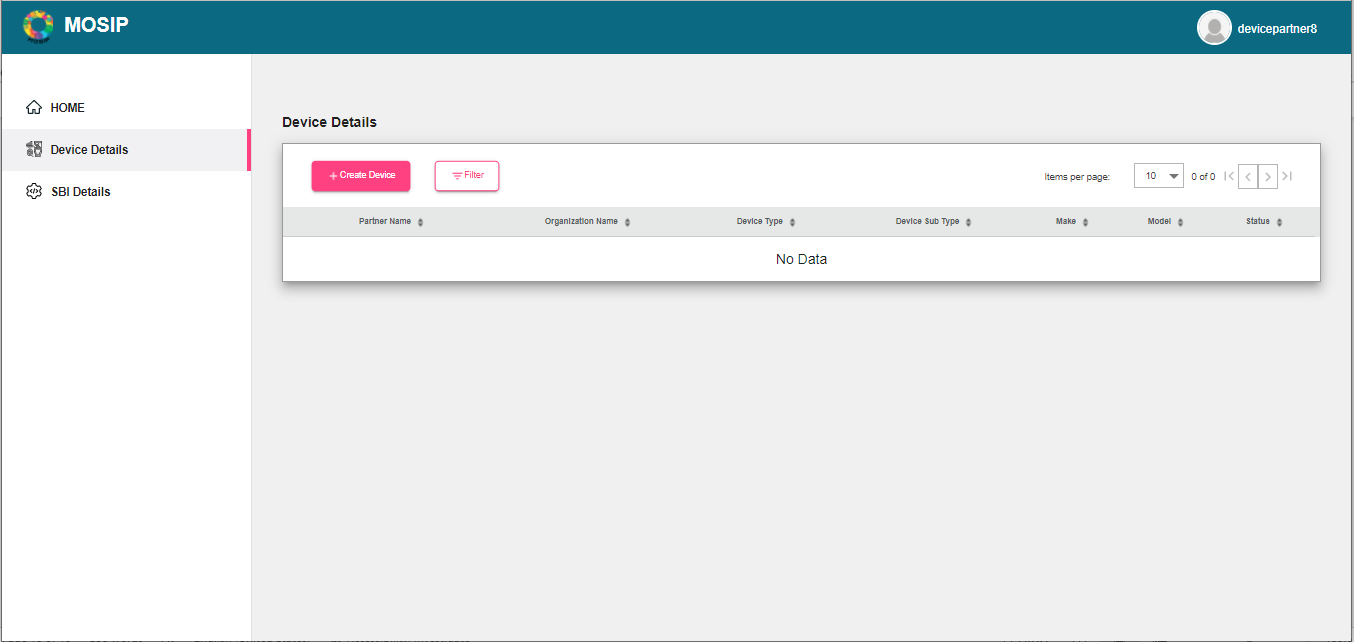 MOSIP
devicepartner8
HOME
Device Details
SBI Details
Device Details
+ Create Device
Filter
Items per page: 10 0 of 0
Partner Name Organization Name Device Type Device Sub Type Make Model Status
No Data